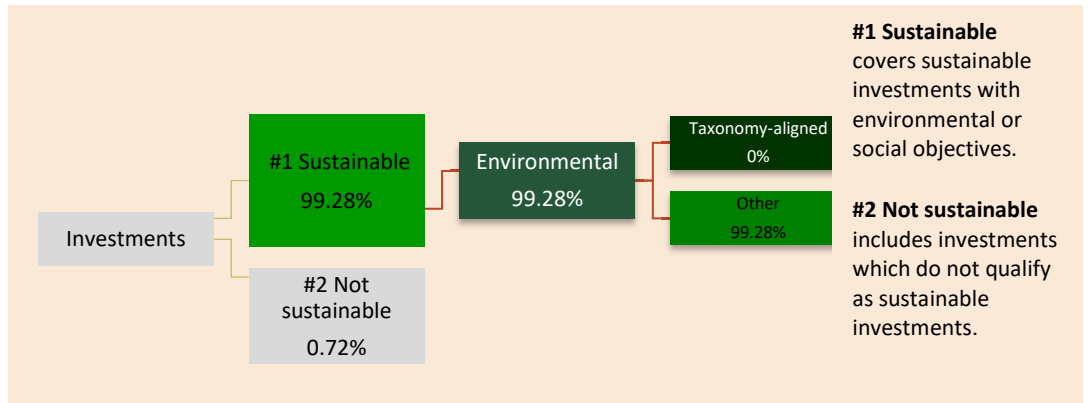 Investments
#1 Sustainable
99.28%
#2 Not
sustainable
0.72%
Environmental
99.28%
Taxonomy-aligned
0%
Other
99.28%
#1 Sustainable
covers sustainable
investments with
environmental or
social objectives.
#2 Not sustainable
includes investments
which do not qualify
as sustainable
investments.